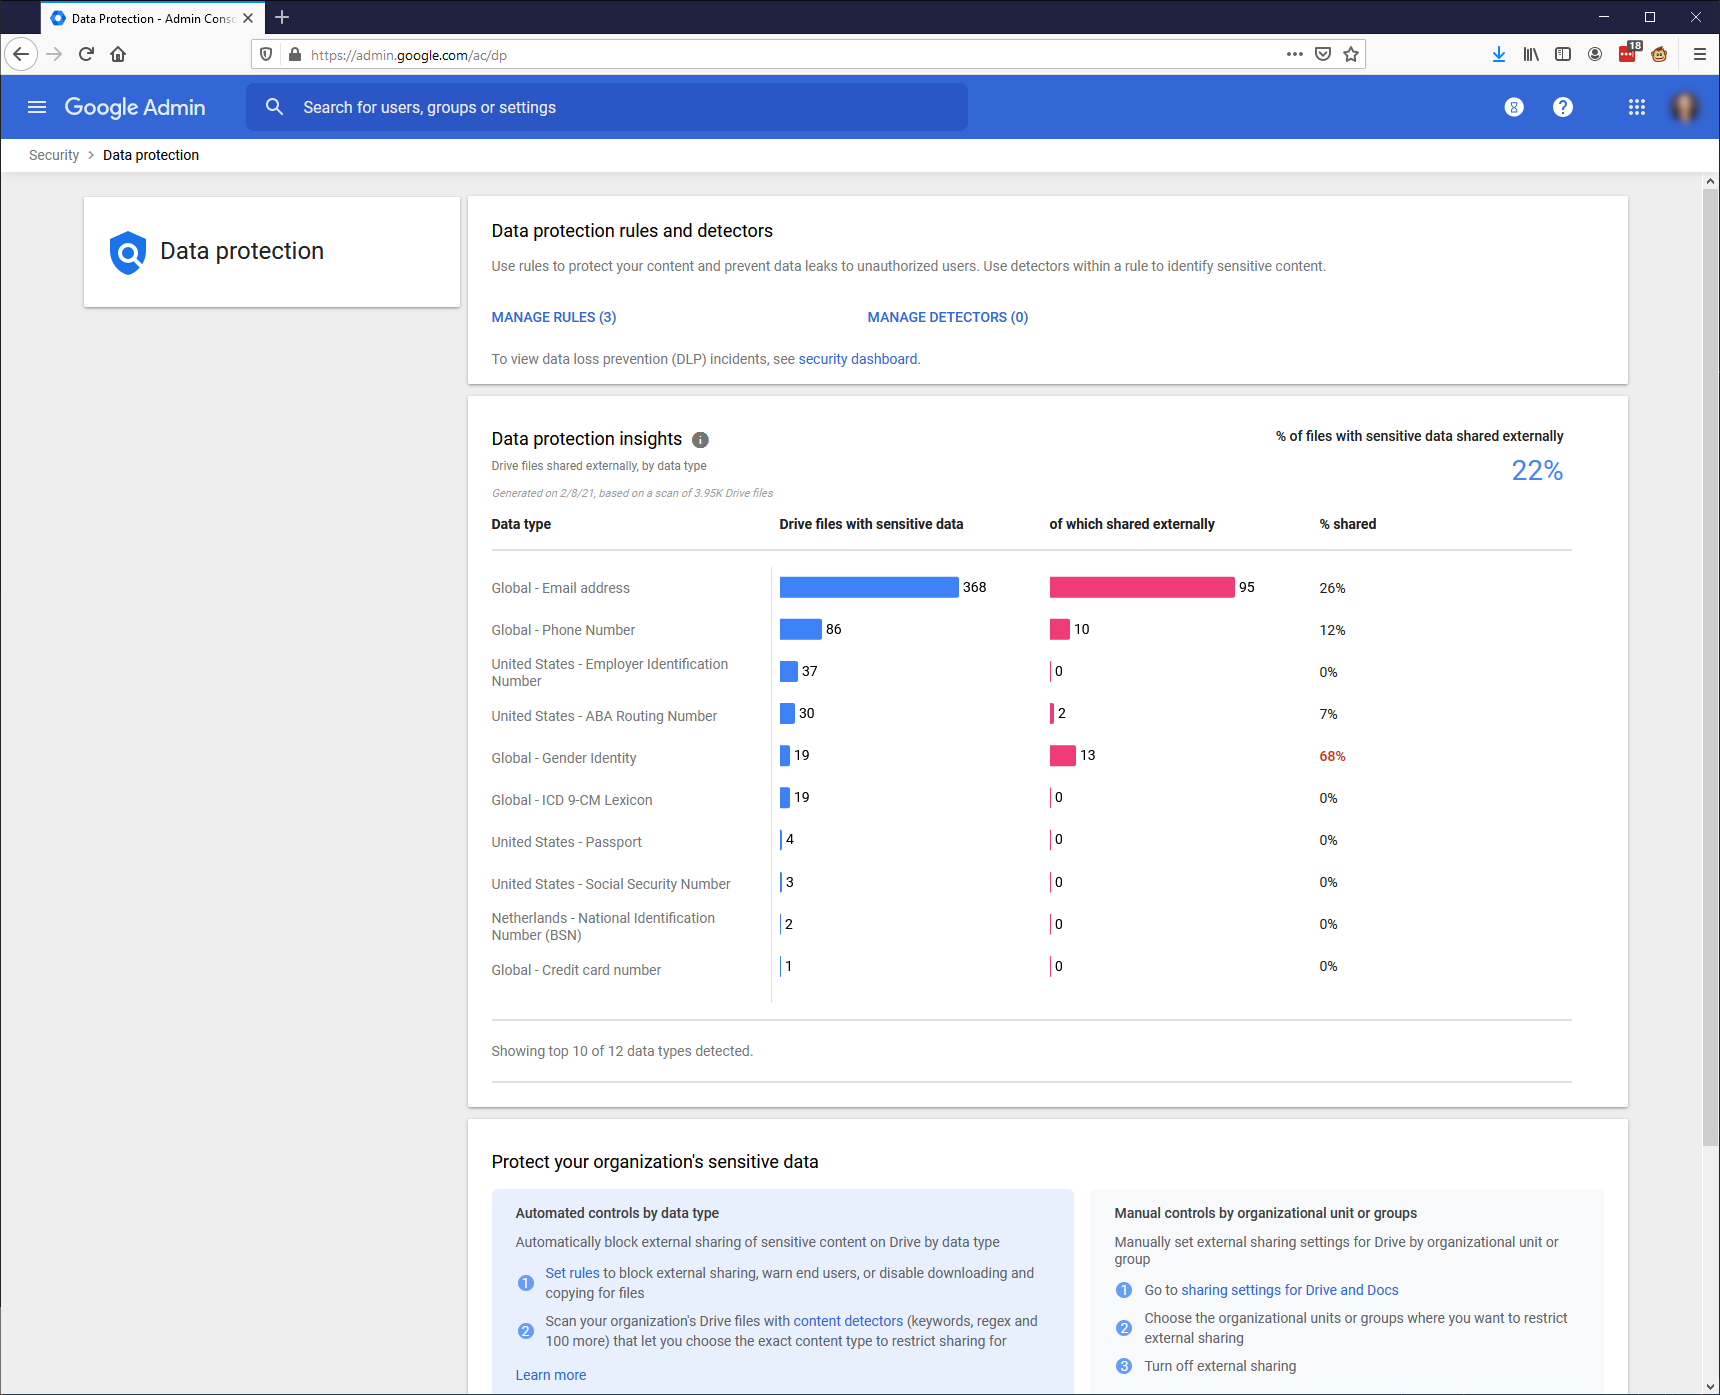 Data Protection - Admin Conso
https://admin.google.com/ac/dp
18
Google Admin
Search for users, groups or settings
Security > Data protection
Data protection
Data protection rules and detectors
Use rules to protect your content and prevent data leaks to unauthorized users. Use detectors within a rule to identify sensitive content.
MANAGE RULES (3) MANAGE DETECTORS (0)
To view data loss prevention (DLP) incidents, see security dashboard.
Data protection insights
Drive files shared externally, by data type
Generated on 2/8/21, based on a scan of 3.95K Drive files
% of files with sensitive data shared externally
22%
Data type Drive files with sensitive data of which shared externally % shared
Global - Email address 368 95 26%
Global - Phone Number 86 10 12%
United States - Employer Identification
Number 37 0 0%
United States - ABA Routing Number 30 2 7%
Global - Gender Identity 19 13 68%
Global - ICD 9-CM Lexicon 19 0 0%
United States - Passport 4 0 0%
United States - Social Security Number 3 0 0%
Netherlands - National Identification
Number (BSN) 2 0 0%
Global - Credit card number 1 0 0%
Showing top 10 of 12 data types detected.
Protect your organization's sensitive data
Automated controls by data type
Automatically block external sharing of sensitive content on Drive by data type
1 Set rules to block external sharing, warn end users, or disable downloading and
copying for files
2 Scan your organization's Drive files with content detectors (keywords, regex and
100 more) that let you choose the exact content type to restrict sharing for
Learn more
Manual controls by organizational unit or groups
Manually set external sharing settings for Drive by organizational unit or
group
1 Go to sharing settings for Drive and Docs
2 Choose the organizational units or groups where you want to restrict
external sharing
3 Turn off external sharing